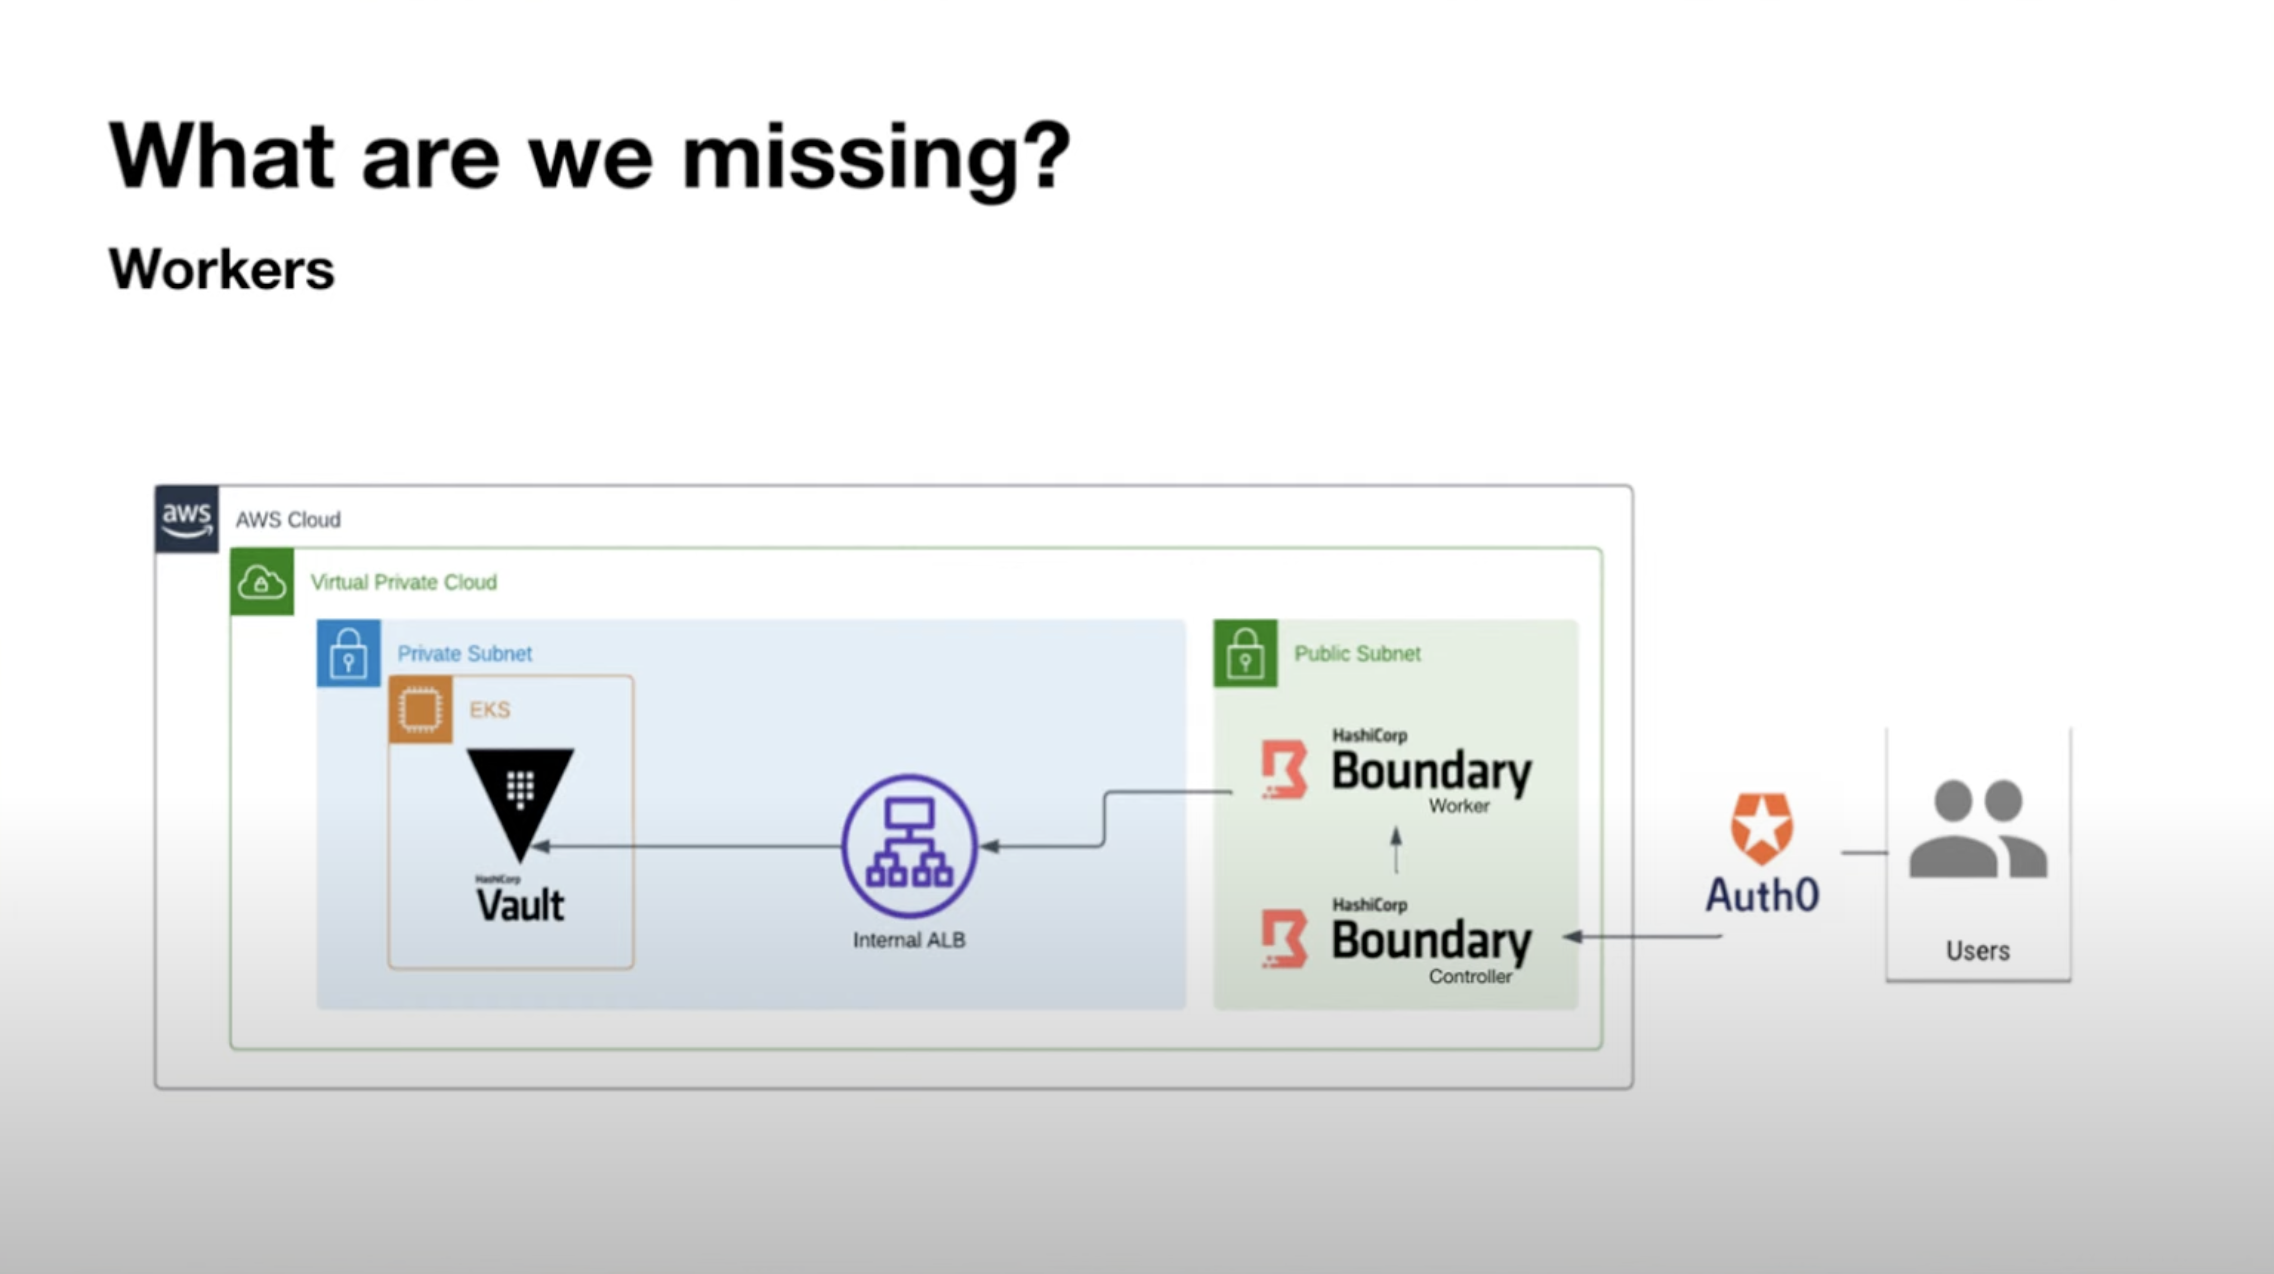 What are we missing?
Workers
aws
AWS Cloud
Virtual Private Cloud
Private Subnet
Public Subnet
EKS
HashiCorp
Boundary
Worker
HashiCorp
Vault
Internal ALB
HashiCorp
Boundary
Controller
Auth0
Users